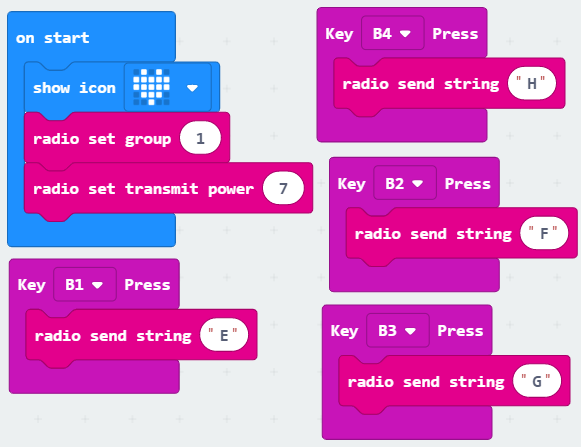 on start
show icon
radio set group 1
radio set transmit power 7
Key B1 Press
radio send string "E"
Key B4 Press
radio send string "H"
Key B2 Press
radio send string "F"
Key B3 Press
radio send string "G"